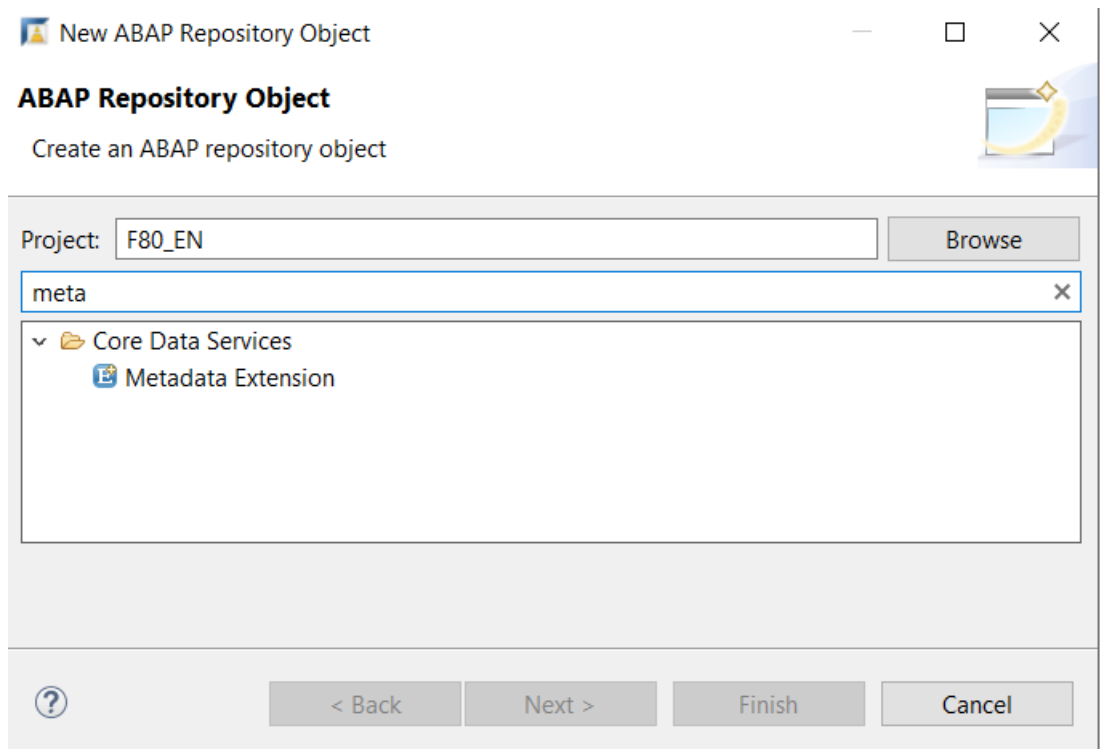 New ABAP Repository Object
ABAP Repository Object
Create an ABAP repository object
Project: F80_EN Browse
meta
Core Data Services
Metadata Extension
? < Back Next > Finish Cancel